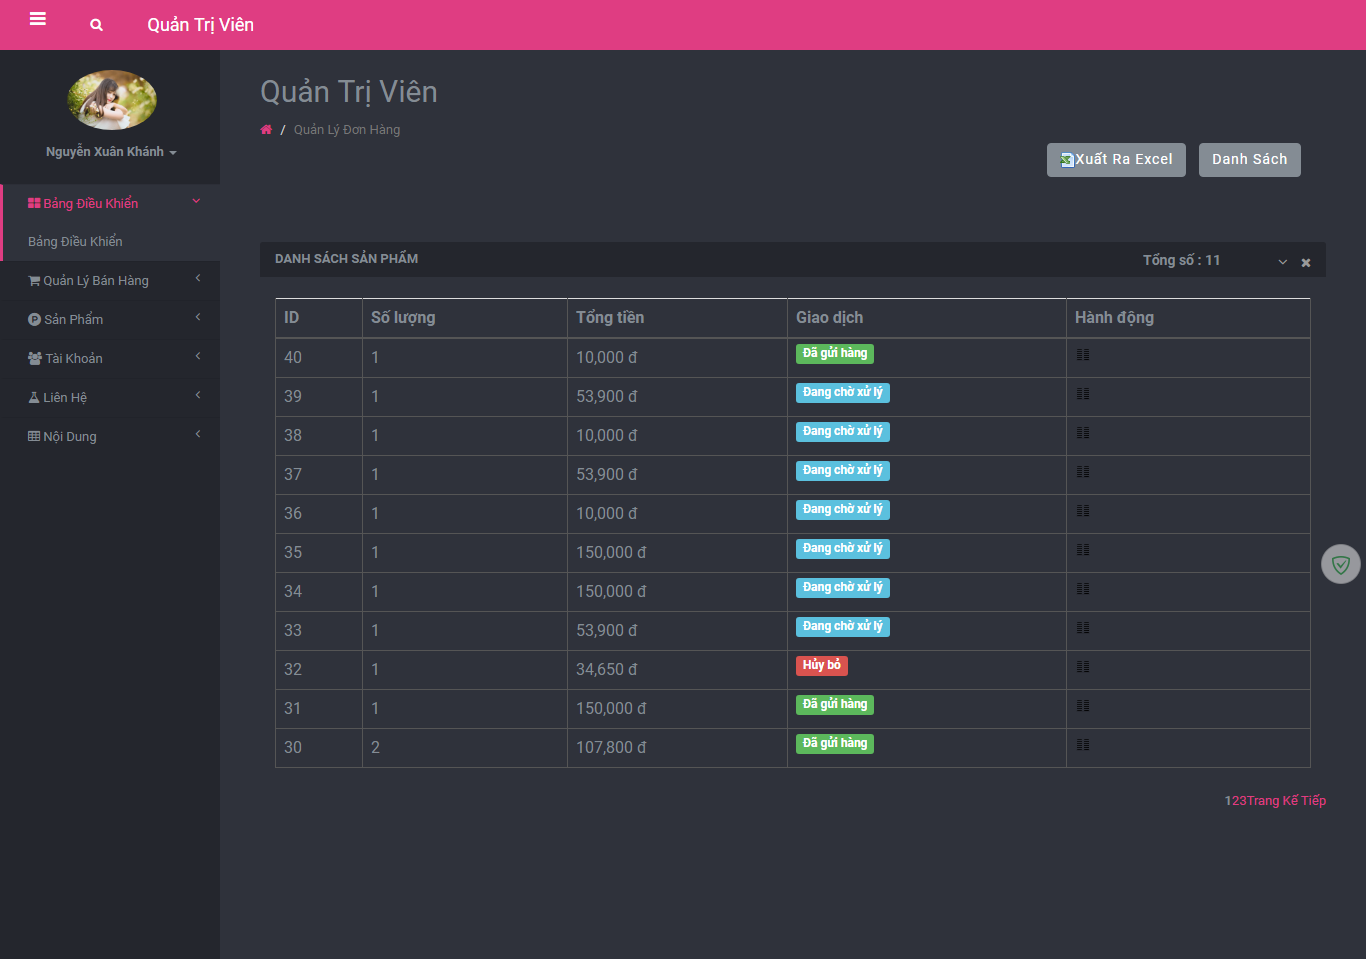 Quản Trị Viên
Nguyễn Xuân Khánh
Bảng Điều Khiển
Bảng Điều Khiển
Quản Lý Bán Hàng
Sản Phẩm
Tài Khoản
Liên Hệ
Nội Dung
Quản Trị Viên
/ Quản Lý Đơn Hàng
Xuất Ra Excel Danh Sách
DANH SÁCH SẢN PHẨM Tổng số : 11
ID Số lượng Tổng tiền Giao dịch Hành động
40 1 10,000 đ Đã gửi hàng
39 1 53,900 đ Đang chờ xử lý
38 1 10,000 đ Đang chờ xử lý
37 1 53,900 đ Đang chờ xử lý
36 1 10,000 đ Đang chờ xử lý
35 1 150,000 đ Đang chờ xử lý
34 1 150,000 đ Đang chờ xử lý
33 1 53,900 đ Đang chờ xử lý
32 1 34,650 đ Hủy bỏ
31 1 150,000 đ Đã gửi hàng
30 2 107,800 đ Đã gửi hàng
123Trang Kế Tiếp